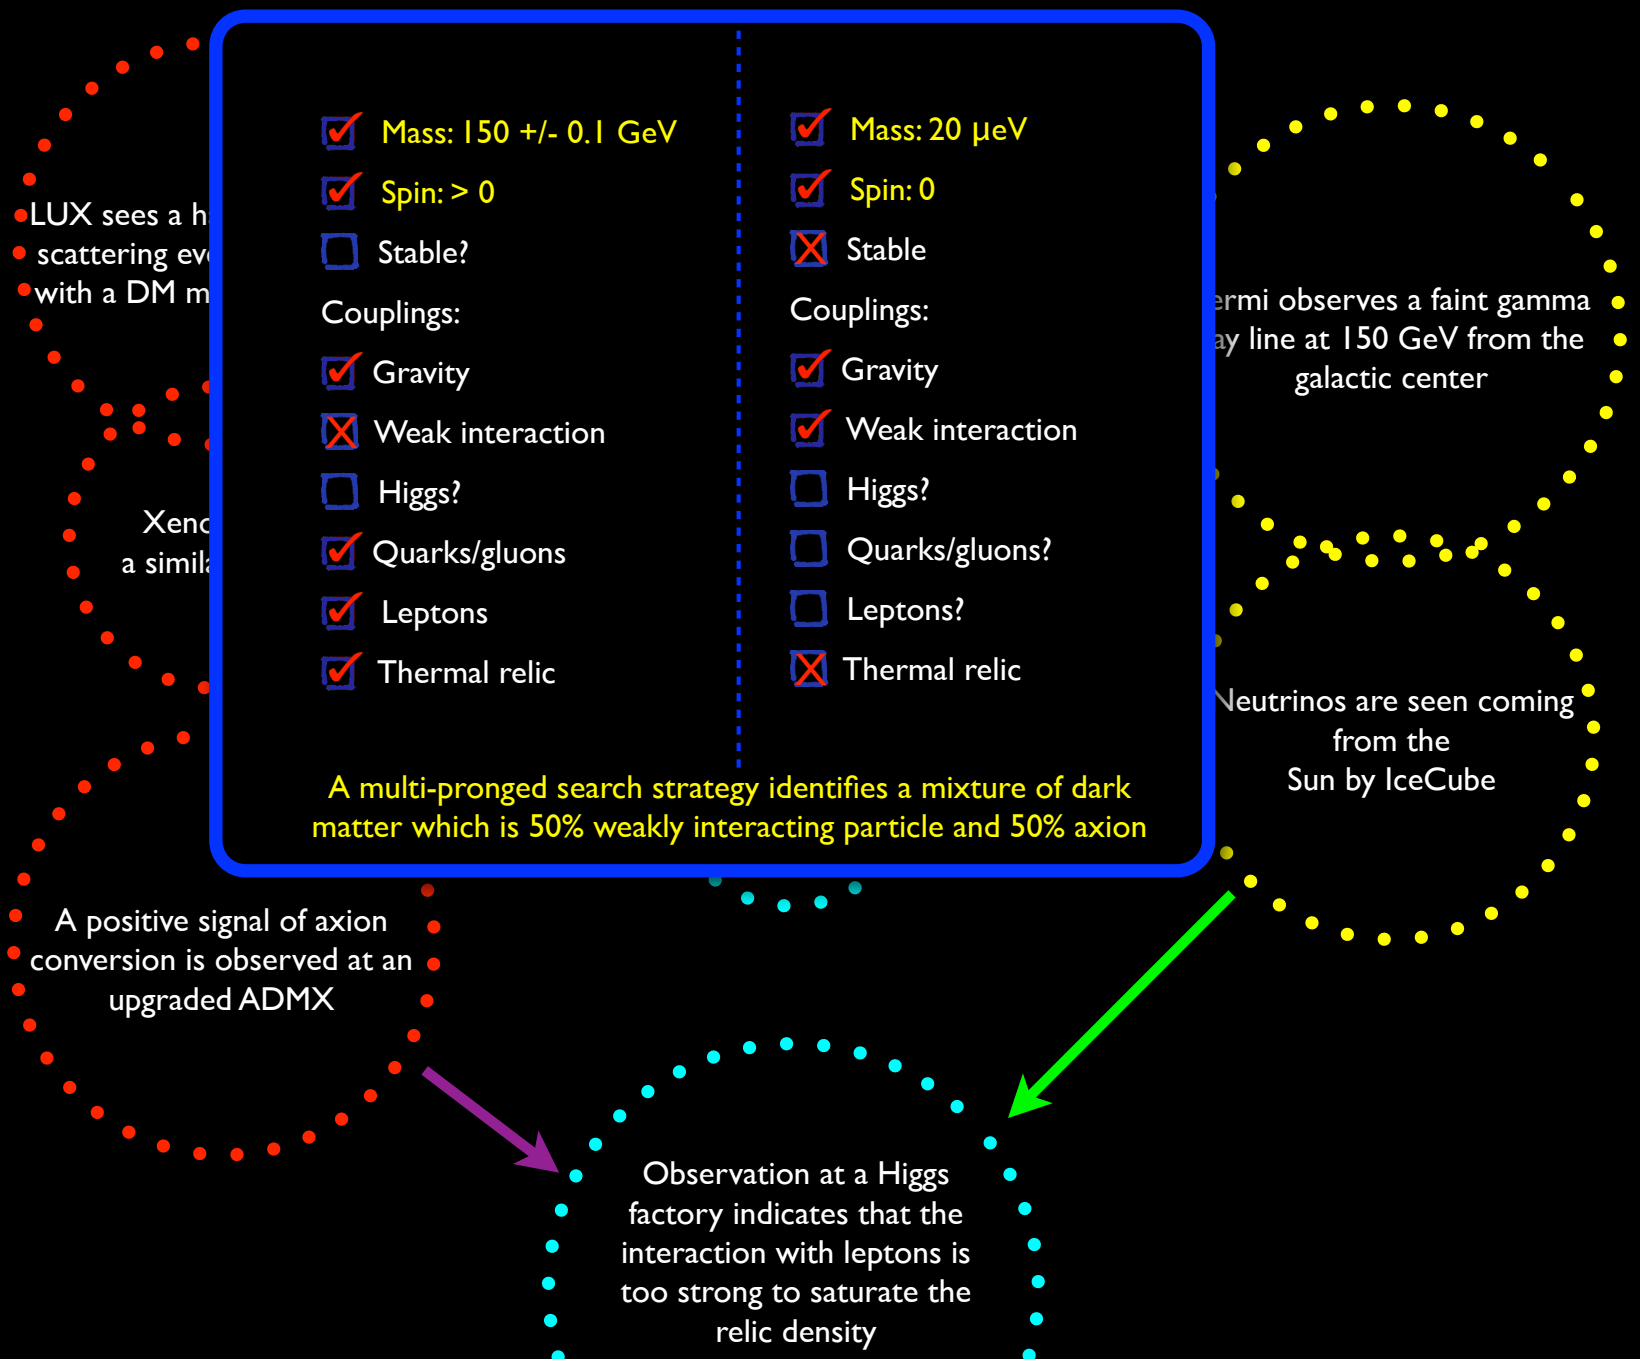 LUX sees a
scattering
with a DM
a
Mass: 150 +/- 0.1 GeV
Spin: > 0
Stable?
Couplings:
Gravity
Weak interaction
Higgs?
Quarks/gluons
Leptons
Thermal relic
Mass: 20 µeV
Spin: 0
Stable
Couplings:
Gravity
Weak interaction
Higgs?
Quarks/gluons?
Leptons?
Thermal relic
A multi-pronged search strategy identifies a mixture of dark
matter which is 50% weakly interacting particle and 50% axion
observes a faint gamma
line at 150 GeV from the
galactic center
Neutrinos are seen coming
from the
Sun by IceCube
A positive signal of axion
conversion is observed at an
upgraded ADMX
Observation at a Higgs
factory indicates that the
interaction with leptons is
too strong to saturate the
relic density